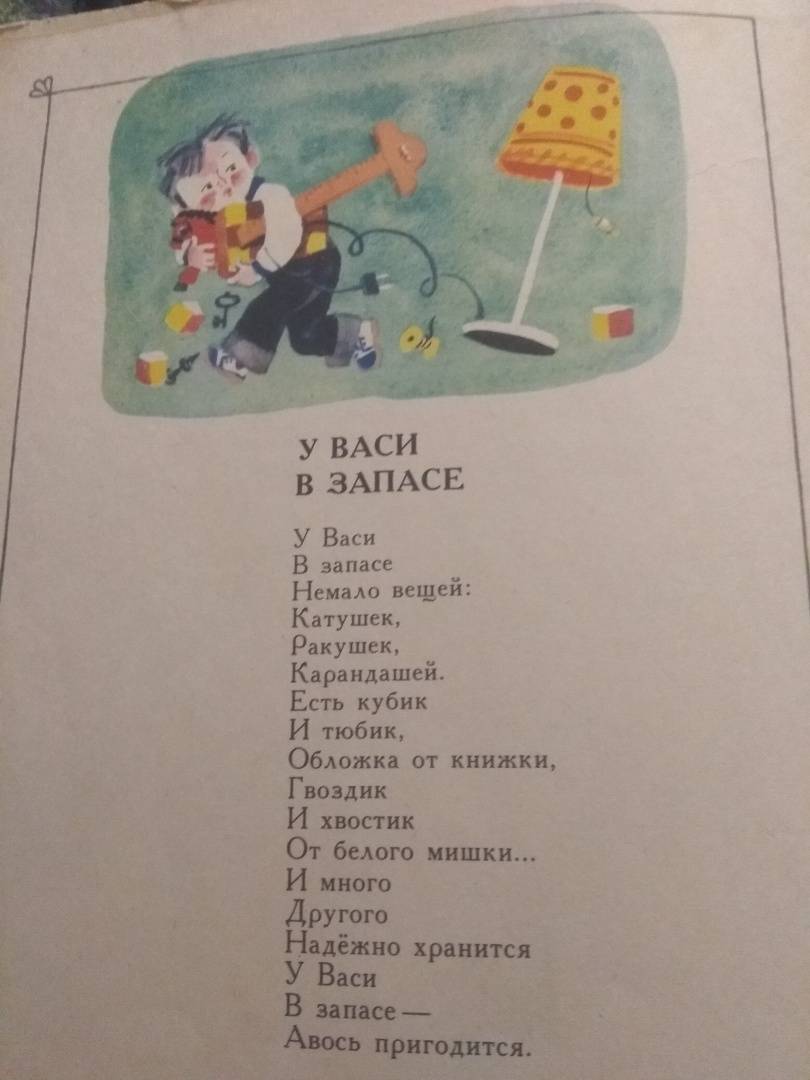 У ВАСИ
В ЗАПАСЕ
У Васи
В запасе
Немало вещей:
Катушек,
Ракушек,
Карандашей.
Есть кубик
И тюбик,
Обложка от книжки,
Гвоздик
И хвостик
От белого мишки...
И много
Другого
Надёжно хранится
У Васи
В запасе —
Авось пригодится.